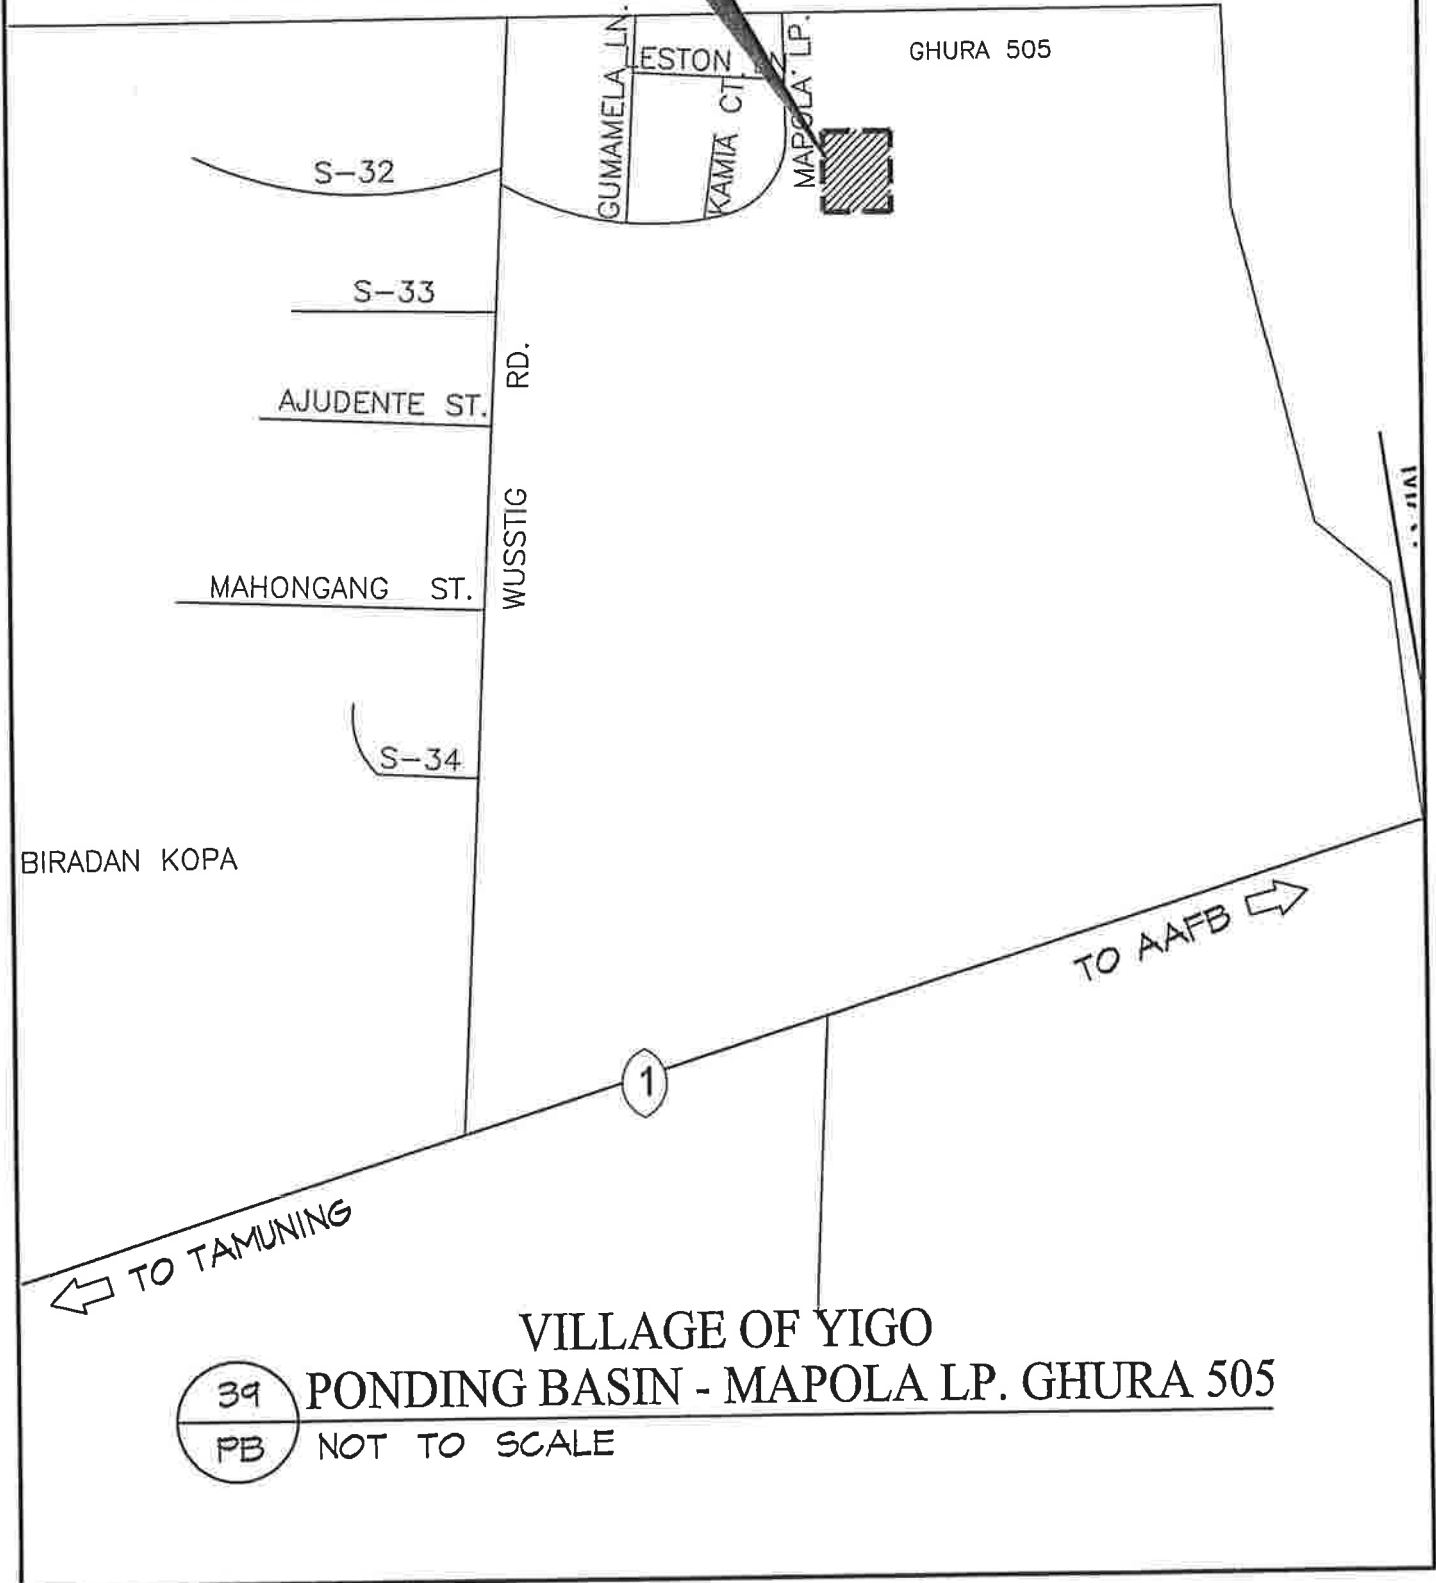 GUMAMELA LN.
LESTON LN.
KAMIA CT.
MAPOLA' LP.
GHURA 505
S-32
S-33
AJUDENTE ST.
WUSSTIG RD.
MAHONGANG ST.
S-34
BIRADAN KOPA
TO AAFB
1
TO TAMUNING
VILLAGE OF YIGO
39
PB
PONDING BASIN - MAPOLA LP. GHURA 505
NOT TO SCALE